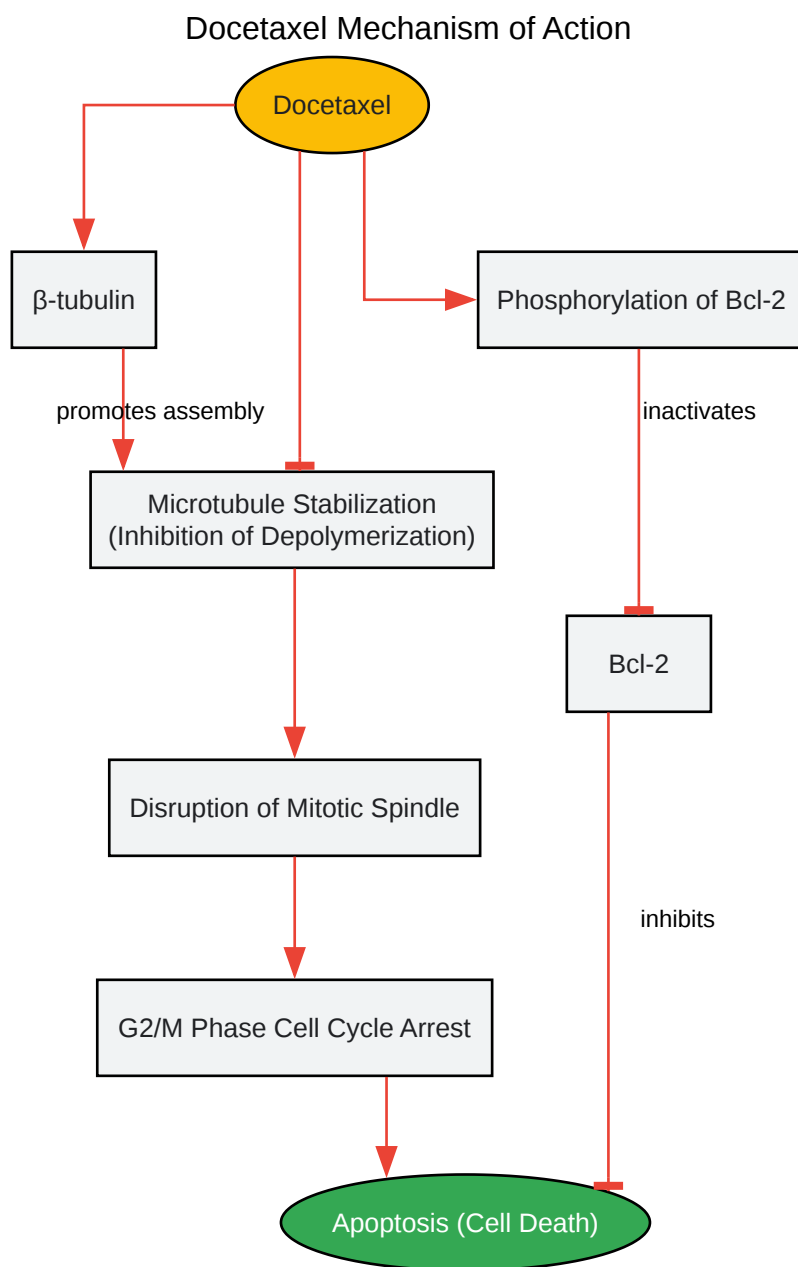 Docetaxel Mechanism of Action
Docetaxel
β-tubulin
Phosphorylation of Bcl-2
promotes assembly
inactivates
Microtubule Stabilization
(Inhibition of Depolymerization)
Bcl-2
Disruption of Mitotic Spindle
inhibits
G2/M Phase Cell Cycle Arrest
Apoptosis (Cell Death)